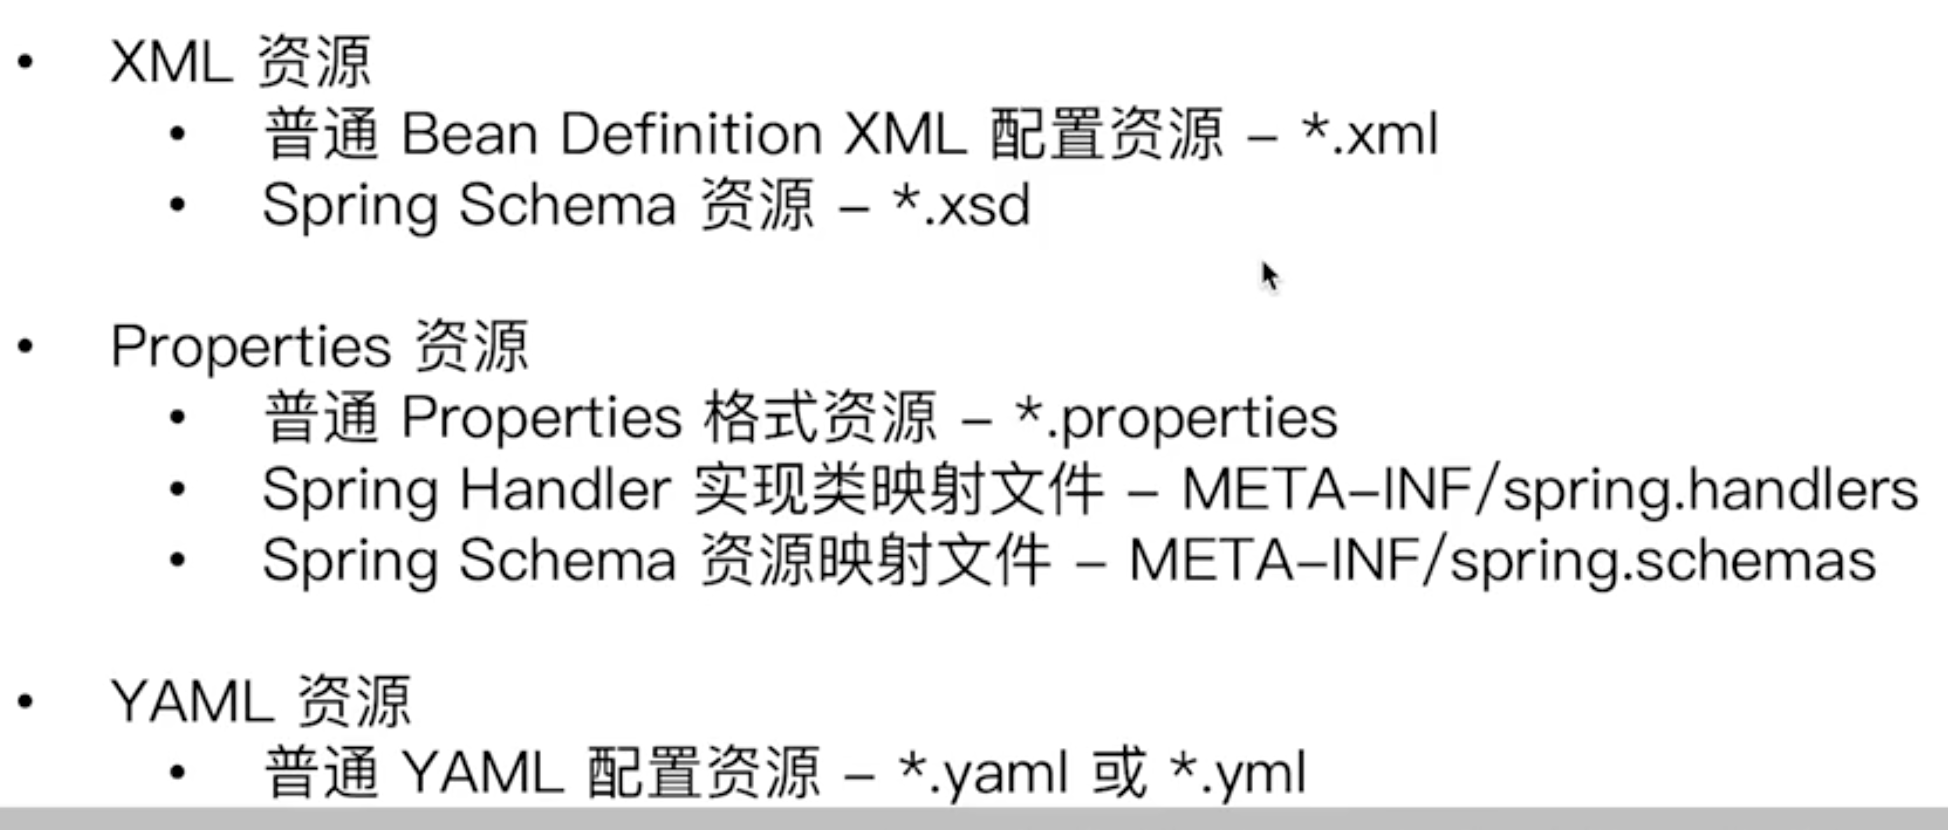 • XML 资源
• 普通 Bean Definition XML 配置资源 – *.xml
• Spring Schema 资源 – *.xsd
• Properties 资源
• 普通 Properties 格式资源 – *.properties
• Spring Handler 实现类映射文件 – META–INF/spring.handlers
• Spring Schema 资源映射文件 – META–INF/spring.schemas
• YAML 资源
• 普通 YAML 配置资源 – *.yaml 或 *.yml